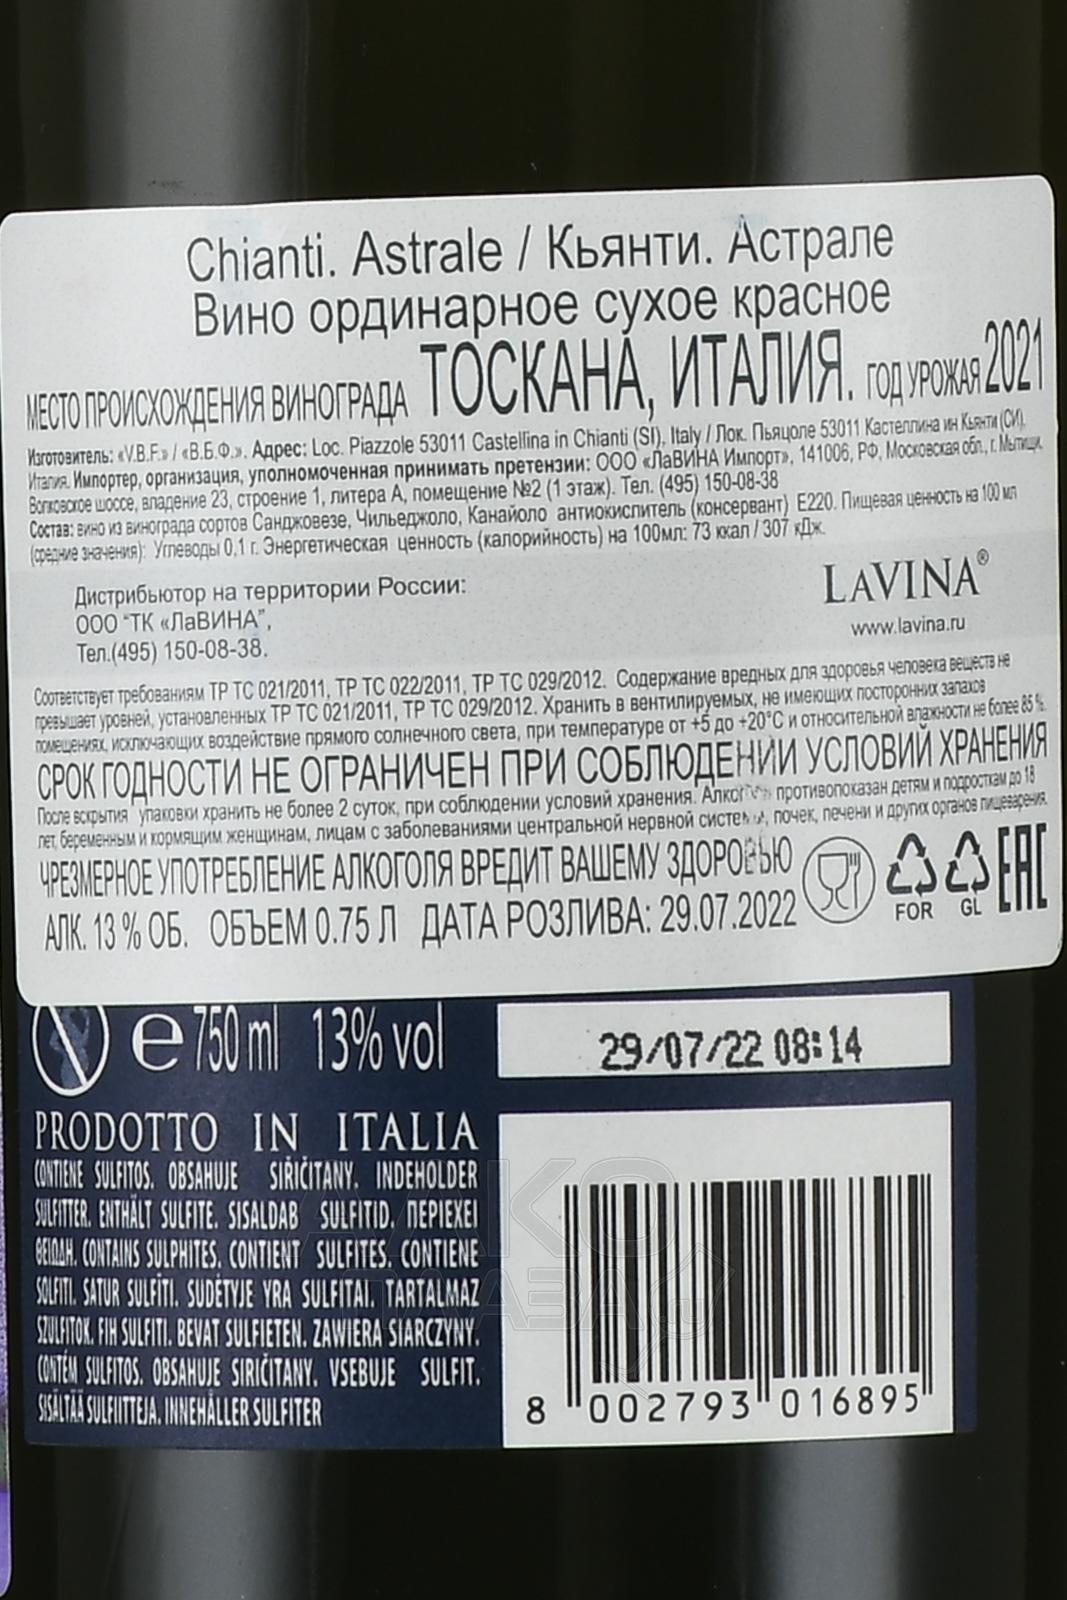 Chianti. Astrale / Кьянти. Астрале
Вино ординарное сухое красное
МЕСТО ПРОИСХОЖДЕНИЯ ВИНОГРАДА ТОСКАНА, ИТАЛИЯ. ГОД УРОЖАЯ 2021
Изготовитель: «V.B.F.» / «В.Б.Ф.». Адрес: Loc. Piazzole 53011 Castellina in Chianti (SI), Italy / Лок. Пьяцоле 53011 Кастеллина ин Кьянти (СИ),
Италия. Импортер, организация, уполномоченная принимать претензии: ООО «ЛаВИНА Импорт», 141006, РФ, Московская обл., г. Мытищи,
Волковское шоссе, владение 23, строение 1, литера А, помещение №2 (1 этаж). Тел. (495) 150-08-38
Состав: вино из винограда сортов Санджовезе, Чильеджоло, Канайоло антиокислитель (консервант) E220. Пищевая ценность на 100 мл
(средние значения): Углеводы 0,1 г. Энергетическая ценность (калорийность) на 100мл: 73 ккал / 307 кДж.
Дистрибьютор на территории России:
ООО "ТК «ЛаВИНА",
Тел.(495) 150-08-38.
LAVINA®
www.lavina.ru
Соответствует требованиям ТР ТС 021/2011, ТР ТС 022/2011, ТР ТС 029/2012. Содержание вредных для здоровья человека веществ не
превышает уровней, установленных ТР ТС 021/2011, ТР ТС 029/2012. Хранить в вентилируемых, не имеющих посторонних запахов
помещениях, исключающих воздействие прямого солнечного света, при температуре от +5 до +20°C и относительной влажности не более 85 %.
СРОК ГОДНОСТИ НЕ ОГРАНИЧЕН ПРИ СОБЛЮДЕНИИ УСЛОВИЙ ХРАНЕНИЯ
После вскрытия упаковки хранить не более 2 суток, при соблюдении условий хранения. Алкоголь противопоказан детям и подросткам до 18
лет, беременным и кормящим женщинам, лицам с заболеваниями центральной нервной системы, почек, печени и других органов пищеварения.
ЧРЕЗМЕРНОЕ УПОТРЕБЛЕНИЕ АЛКОГОЛЯ ВРЕДИТ ВАШЕМУ ЗДОРОВЬЮ
АЛК. 13 % ОБ. ОБЪЕМ 0.75 Л ДАТА РОЗЛИВА: 29.07.2022
FOR GL EAC
e 750 ml 13% vol
29/07/22 08:14
PRODOTTO IN ITALIA
CONTIENE SULFITOS. OBSAHUJE SIŘIČITANY. INDEHOLDER
SULFITTER. ENTHÄLT SULFITE. SISALDAB SULFITID. ΠΕΡΙΕΧΕΙ
ΘΕΙΩΔΗ. CONTAINS SULPHITES. CONTIENT SULFITES. CONTIENE
SOLFITI. SATUR SULFĪTI. SUDĖTYJE YRA SULFITAI. TARTALMAZ
SZULFITOK. FIH SULFITI. BEVAT SULFIETEN. ZAWIERA SIARCZYNY.
CONTÉM SULFITOS. OBSAHUJE SIRIČITANY. VSEBUJE SULFIT.
SISÄLTÄÄ SULFIITTEJA. INNEHÅLLER SULFITER
8 002793 016895
АЛКО
ПЛАЗА